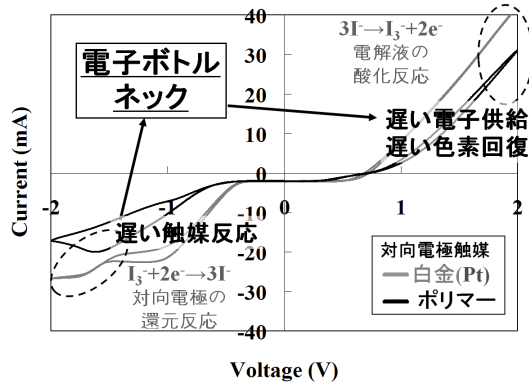 3I⁻→I₃⁻+2e⁻
電解液の
酸化反応
電子ボトル
ネック
遅い電子供給
遅い色素回復
遅い触媒反応
I₃⁻+2e⁻→3I⁻
対向電極の
還元反応
対向電極触媒
白金(Pt)
ポリマー
Current (mA)
40
30
20
10
0
-10
-20
-30
-40
-2
-1
0
1
2
Voltage (V)